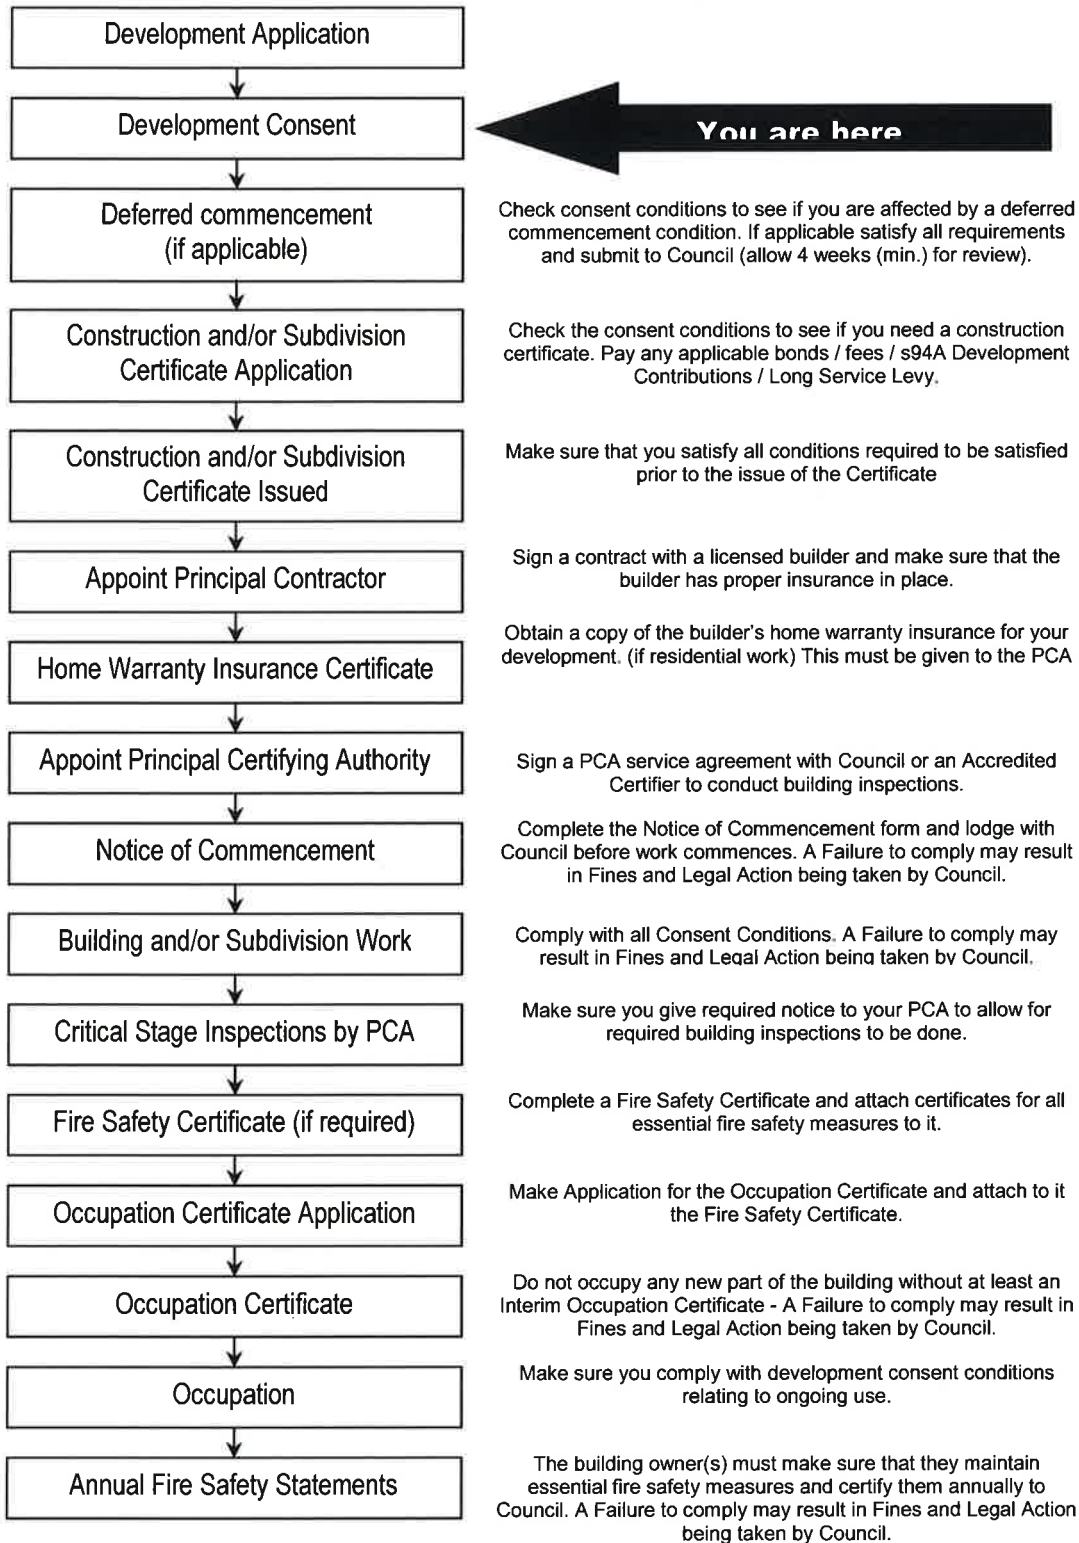 Development Application
Development Consent
You are here
Deferred commencement
(if applicable)
Check consent conditions to see if you are affected by a deferred
commencement condition. If applicable satisfy all requirements
and submit to Council (allow 4 weeks (min.) for review).
Construction and/or Subdivision
Certificate Application
Check the consent conditions to see if you need a construction
certificate. Pay any applicable bonds / fees / s94A Development
Contributions / Long Service Levy.
Construction and/or Subdivision
Certificate Issued
Make sure that you satisfy all conditions required to be satisfied
prior to the issue of the Certificate
Appoint Principal Contractor
Sign a contract with a licensed builder and make sure that the
builder has proper insurance in place.
Home Warranty Insurance Certificate
Obtain a copy of the builder's home warranty insurance for your
development. (if residential work) This must be given to the PCA
Appoint Principal Certifying Authority
Sign a PCA service agreement with Council or an Accredited
Certifier to conduct building inspections.
Notice of Commencement
Complete the Notice of Commencement form and lodge with
Council before work commences. A Failure to comply may result
in Fines and Legal Action being taken by Council.
Building and/or Subdivision Work
Comply with all Consent Conditions. A Failure to comply may
result in Fines and Legal Action being taken by Council.
Critical Stage Inspections by PCA
Make sure you give required notice to your PCA to allow for
required building inspections to be done.
Fire Safety Certificate (if required)
Complete a Fire Safety Certificate and attach certificates for all
essential fire safety measures to it.
Occupation Certificate Application
Make Application for the Occupation Certificate and attach to it
the Fire Safety Certificate.
Occupation Certificate
Do not occupy any new part of the building without at least an
Interim Occupation Certificate - A Failure to comply may result in
Fines and Legal Action being taken by Council.
Occupation
Make sure you comply with development consent conditions
relating to ongoing use.
Annual Fire Safety Statements
The building owner(s) must make sure that they maintain
essential fire safety measures and certify them annually to
Council. A Failure to comply may result in Fines and Legal Action
being taken by Council.